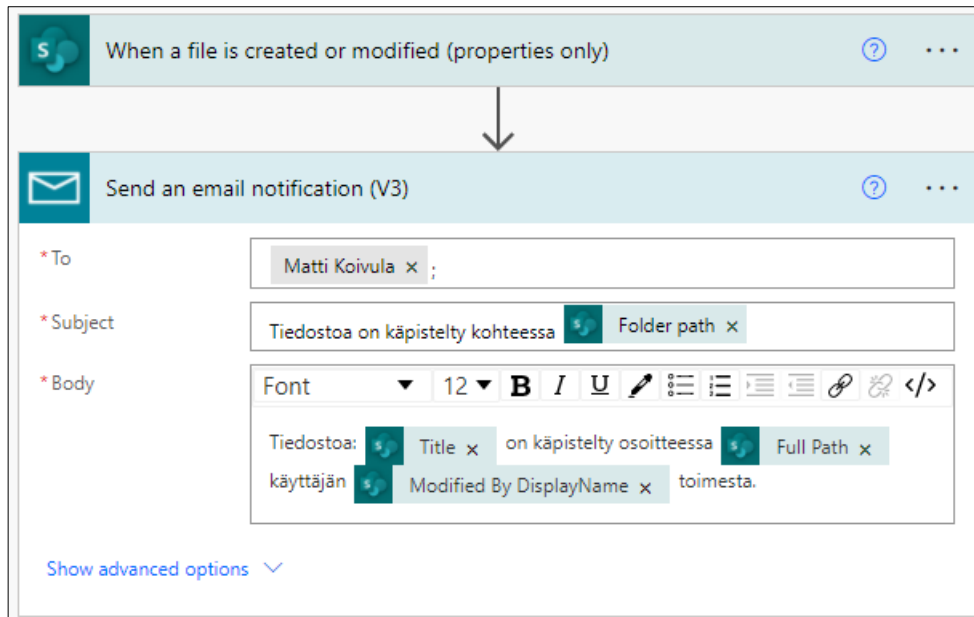 When a file is created or modified (properties only)
Send an email notification (V3)
* To
Matti Koivula × ;
* Subject
Tiedostoa on käpistelty kohteessa Folder path ×
* Body
Font 12 B I U </>
Tiedostoa: Title × on käpistelty osoitteessa Full Path ×
käyttäjän Modified By DisplayName × toimesta.
Show advanced options